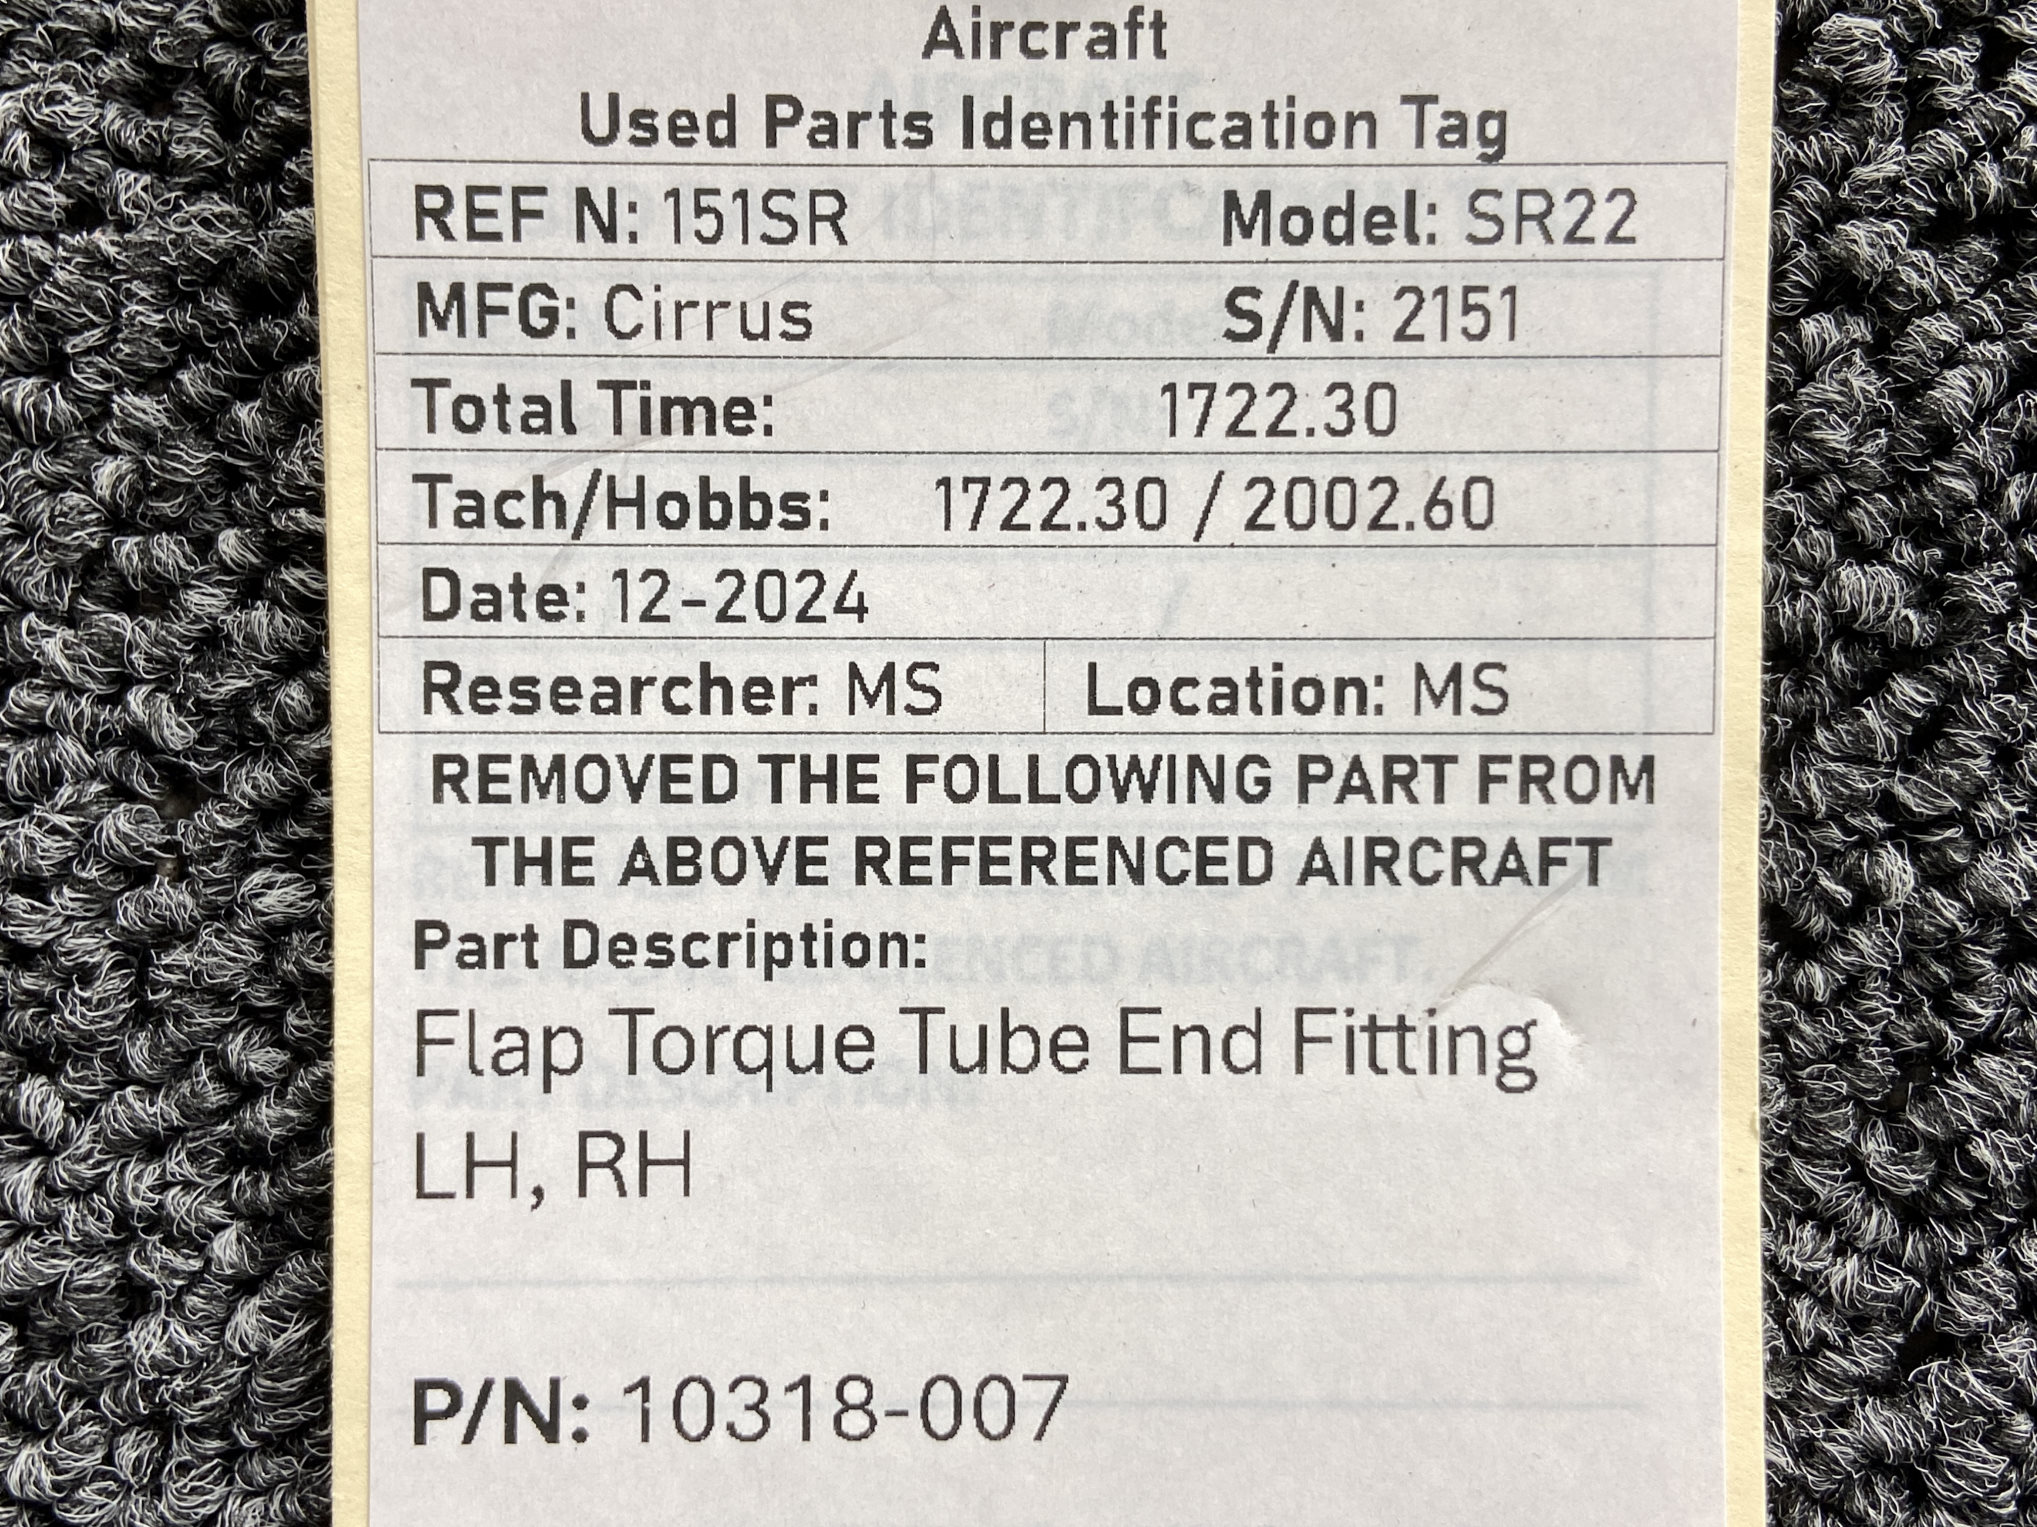 Aircraft
Used Parts Identification Tag
REF N: 151SR Model: SR22
MFG: Cirrus S/N: 2151
Total Time: 1722.30
Tach/Hobbs: 1722.30 / 2002.60
Date: 12-2024
Researcher: MS Location: MS
REMOVED THE FOLLOWING PART FROM
THE ABOVE REFERENCED AIRCRAFT
Part Description:
Flap Torque Tube End Fitting
LH, RH
P/N: 10318-007